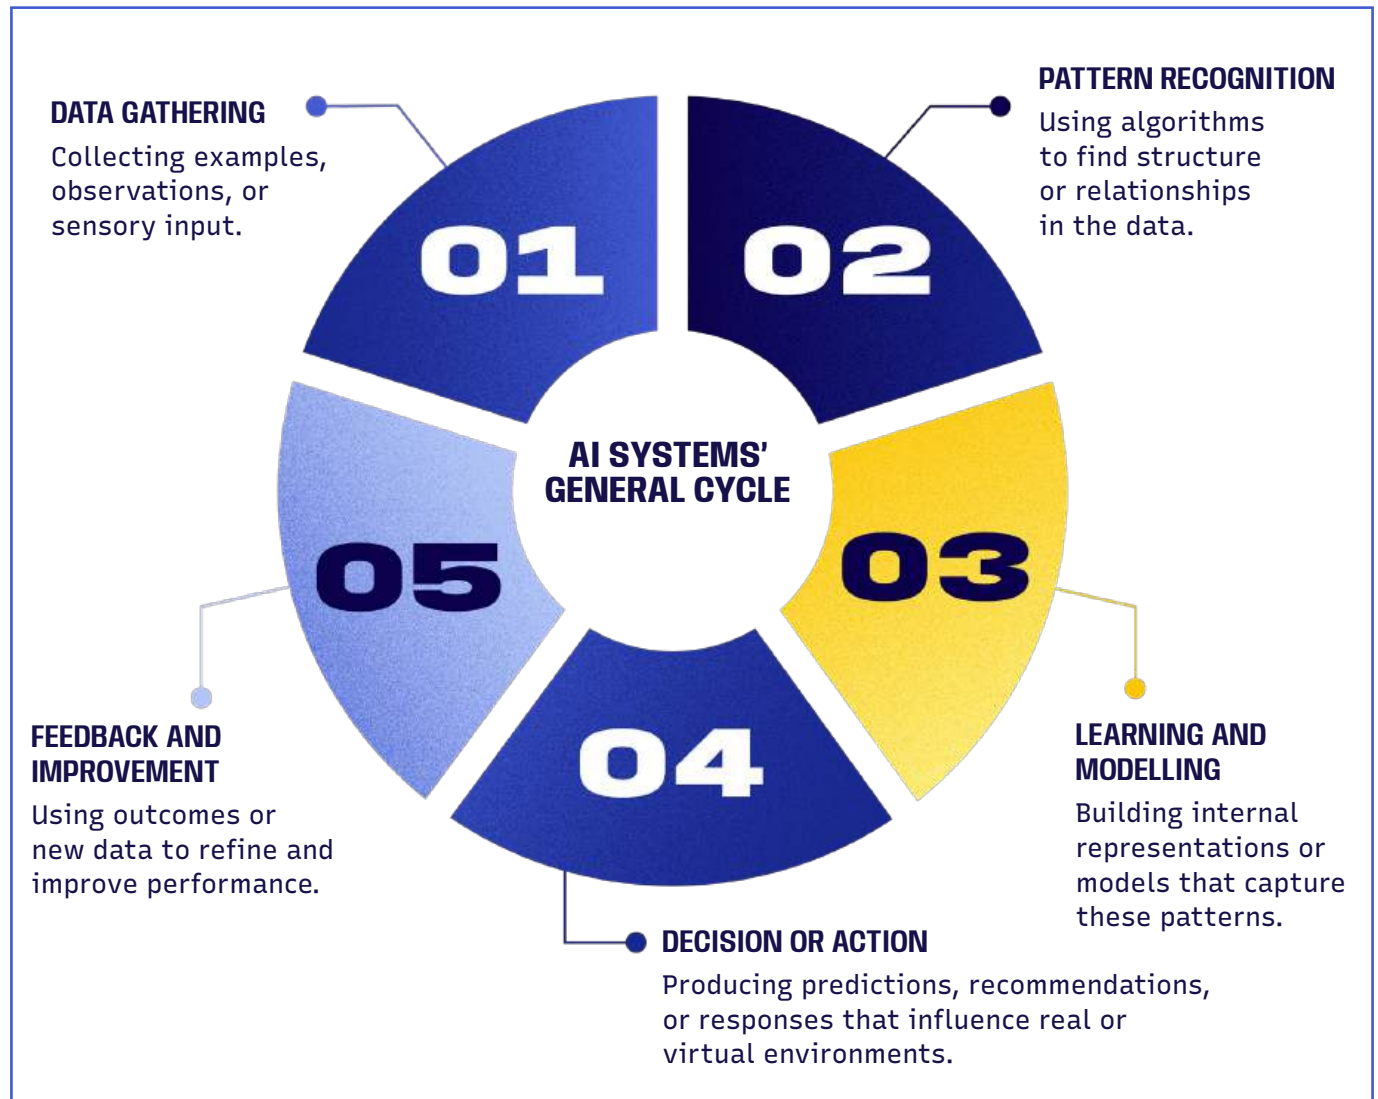 DATA GATHERING
Collecting examples,
observations, or
sensory input.
01
PATTERN RECOGNITION
Using algorithms
to find structure
or relationships
in the data.
02
AI SYSTEMS’
GENERAL CYCLE
03
LEARNING AND
MODELLING
Building internal
representations or
models that capture
these patterns.
04
DECISION OR ACTION
Producing predictions, recommendations,
or responses that influence real or
virtual environments.
05
FEEDBACK AND
IMPROVEMENT
Using outcomes or
new data to refine and
improve performance.